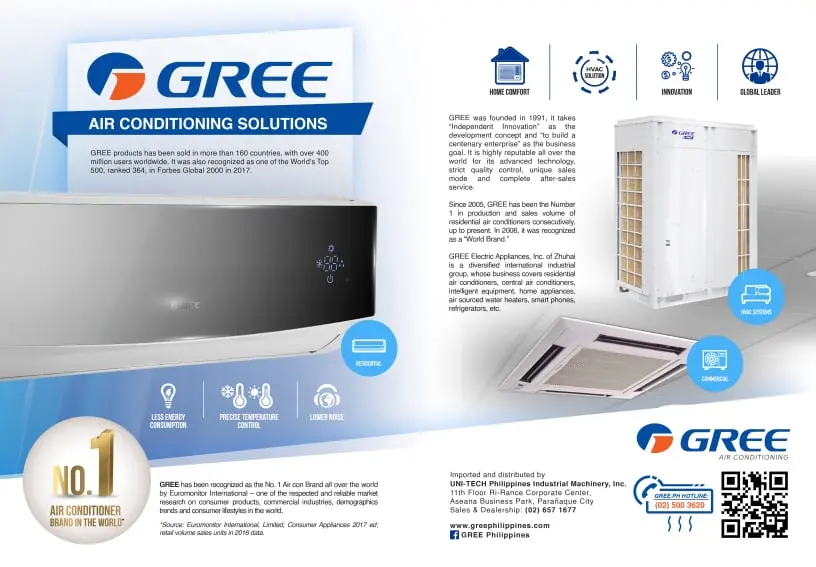 GREE
AIR CONDITIONING SOLUTIONS
GREE products has been sold in more than 160 countries, with over 400
million users worldwide. It was also recognized as one of the World's Top
500, ranked 364, in Forbes Global 2000 in 2017.
GREE
88
RESIDENTIAL
LESS ENERGY
CONSUMPTION
PRECISE TEMPERATURE
CONTROL
LOWER NOISE
NO.1
AIR CONDITIONER
BRAND IN THE WORLD*
GREE has been recognized as the No. 1 Air con Brand all over the world
by Euromonitor International – one of the respected and reliable market
research on consumer products, commercial industries, demographics
trends and consumer lifestyles in the world.
*Source: Euromonitor International, Limited; Consumer Appliances 2017 ed;
retail volume sales units in 2016 data.
HOME COMFORT
HVAC
SOLUTION
INNOVATION
GLOBAL LEADER
GREE was founded in 1991, it takes
“Independent Innovation” as the
development concept and “to build a
centenary enterprise” as the business
goal. It is highly reputable all over the
world for its advanced technology,
strict quality control, unique sales
mode and complete after-sales
service.
Since 2005, GREE has been the Number
1 in production and sales volume of
residential air conditioners consecutively,
up to present. In 2006, it was recognized
as a “World Brand.”
GREE Electric Appliances, Inc. of Zhuhai
is a diversified international industrial
group, whose business covers residential
air conditioners, central air conditioners,
intelligent equipment, home appliances,
air sourced water heaters, smart phones,
refrigerators, etc.
GREE
HVAC SYSTEMS
COMMERCIAL
GREE
AIR CONDITIONING
Imported and distributed by
UNI-TECH Philippines Industrial Machinery, Inc.
11th Floor Ri-Rance Corporate Center,
Aseana Business Park, Parañaque City
Sales & Dealership: (02) 657 1677
www.greephilippines.com
GREE Philippines
GREE.PH HOTLINE:
(02) 500 3620